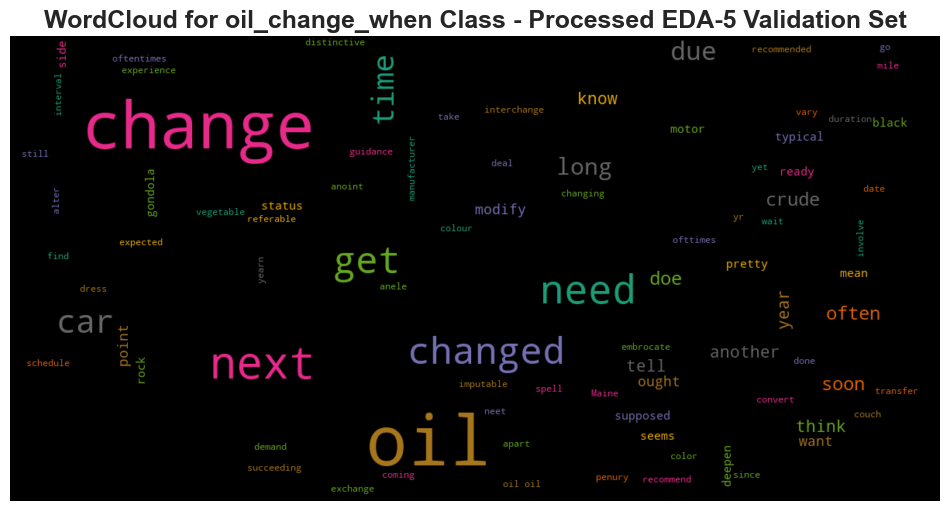 WordCloud for oil_change_when Class - Processed EDA-5 Validation Set
side
oftentimes
experience
distinctive
due
recommended
go
mile
interval
time
change
take
interchange
know
motor
vary
duration
black
typical
still
guidance
manufacturer
deal
long
yet
ready
alter
gondola
anoint
changing
crude
date
vegetable
status
referable
modify
yr
wait
colour
expected
find
yearn
get
ofttimes
involve
pretty
mean
dress
anele
need
doe
year
often
car
point
rock
schedule
next
changed
embrocate
tell
another
done
imputable
spell
Maine
ought
soon
transfer
convert
neet
supposed
couch
oil
apart
seems
think
want
demand
succeeding
color
deepen
since
coming
exchange
oil oil
penury
recommend